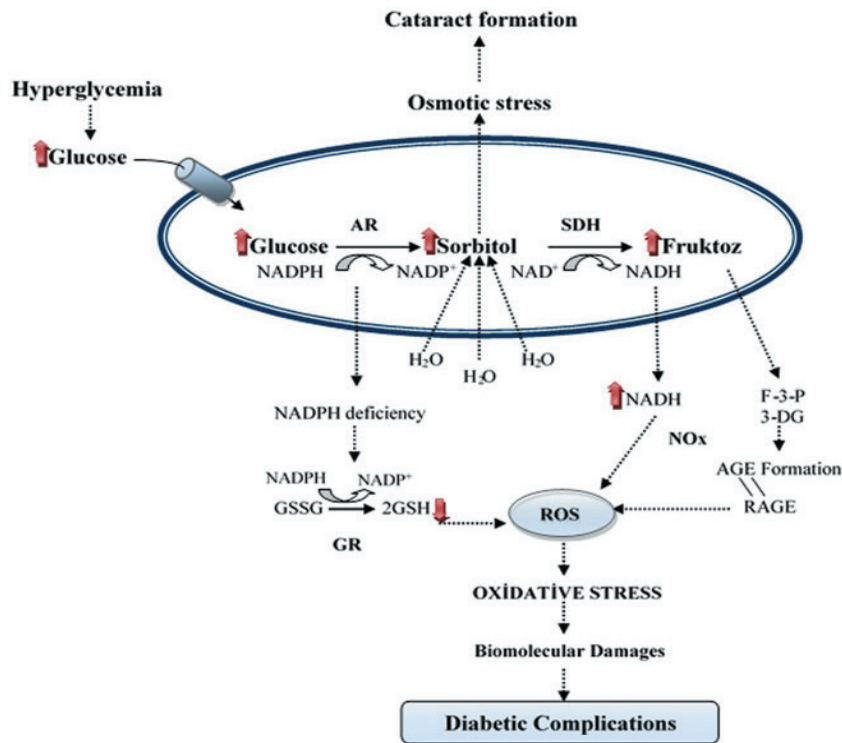 Cataract formation
Hyperglycemia
Osmotic stress
Glucose
AR
SDH
Glucose
Sorbitol
Fruktoz
NADPH
NADP⁺
NAD⁺
NADH
H₂O
H₂O
H₂O
NADPH deficiency
NADH
F-3-P
3-DG
NOx
NADPH
NADP⁺
AGE Formation
GSSG
2GSH
ROS
RAGE
GR
OXİDATİVE STRESS
Biomolecular Damages
Diabetic Complications